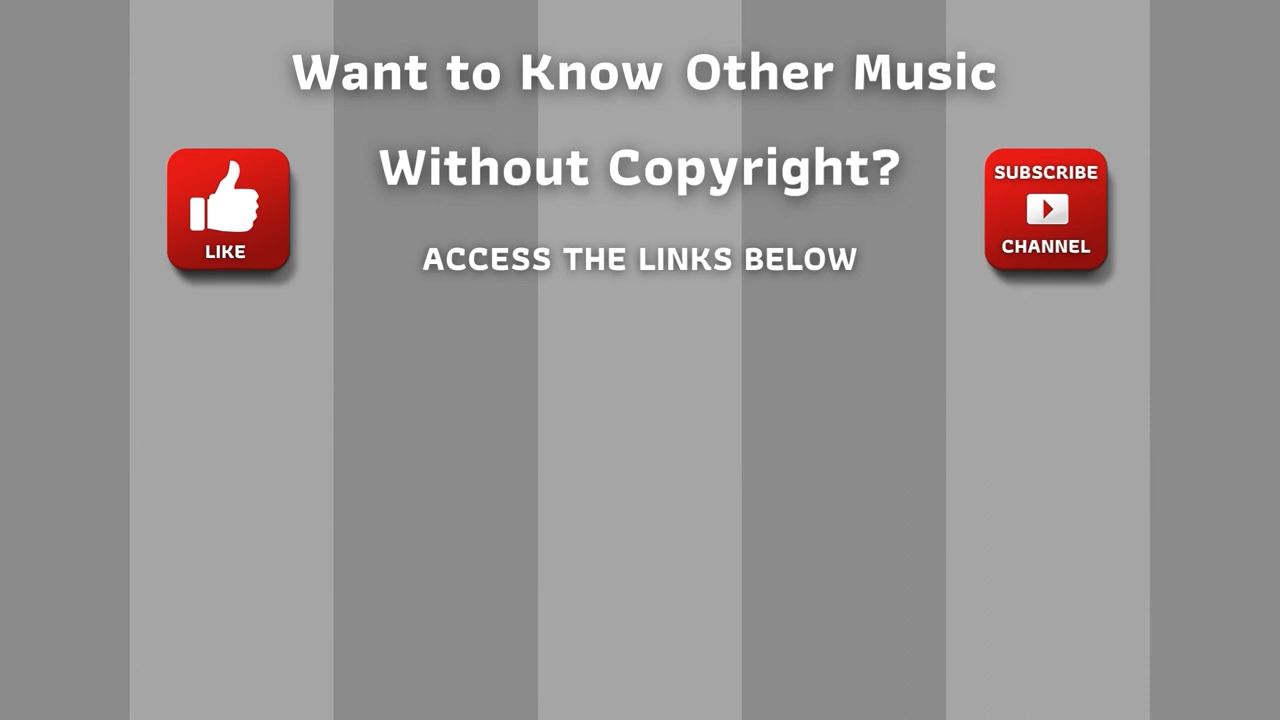 Want to Know Other Music
Without Copyright?
ACCESS THE LINKS BELOW
LIKE
SUBSCRIBE
CHANNEL